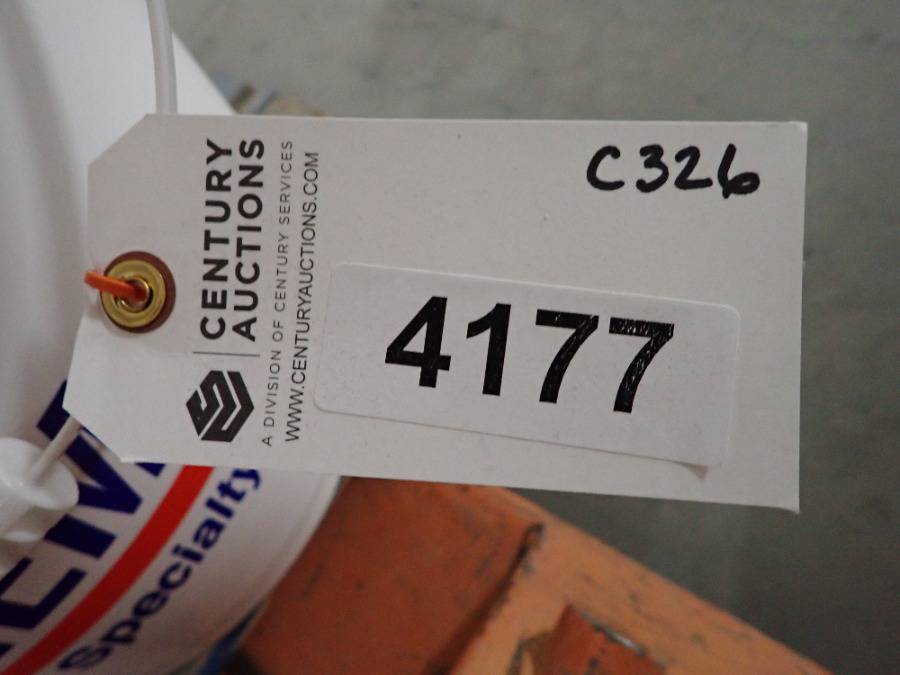 CENTURY
AUCTIONS
A DIVISION OF CENTURY SERVICES
WWW.CENTURYAUCTIONS.COM
C326
4177
Specialty